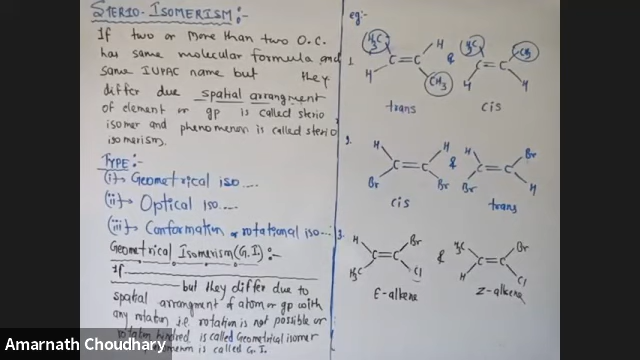 STERIO-ISOMERISM:-
If two or more than two O.C.
has same molecular formula and
same IUPAC name but they
differ due spatial arrangment
of element or gp is called sterio
isomer and phenomenon is called sterio
isomerism.
TYPE:-
(i)→ Geometrical iso....
(ii)→ Optical iso....
(iii)→ Conformation or rotational iso...
Geometrical Isomerism(G.I):-
If
but they differ due to
spatial arrangment of atom or gp with
any rotation i.e rotation is not possible or
rotation hindred is called Geometrical isomer
is called G.I
eg:-
1. H3C H & H3C CH3
C=C C=C
H CH3 H H
trans cis
2. H H & H Br
C=C C=C
Br Br Br H
cis trans
3. H Br & H3C Br
C=C C=C
H3C Cl H Cl
E-alkene Z-alkene
Amarnath Choudhary